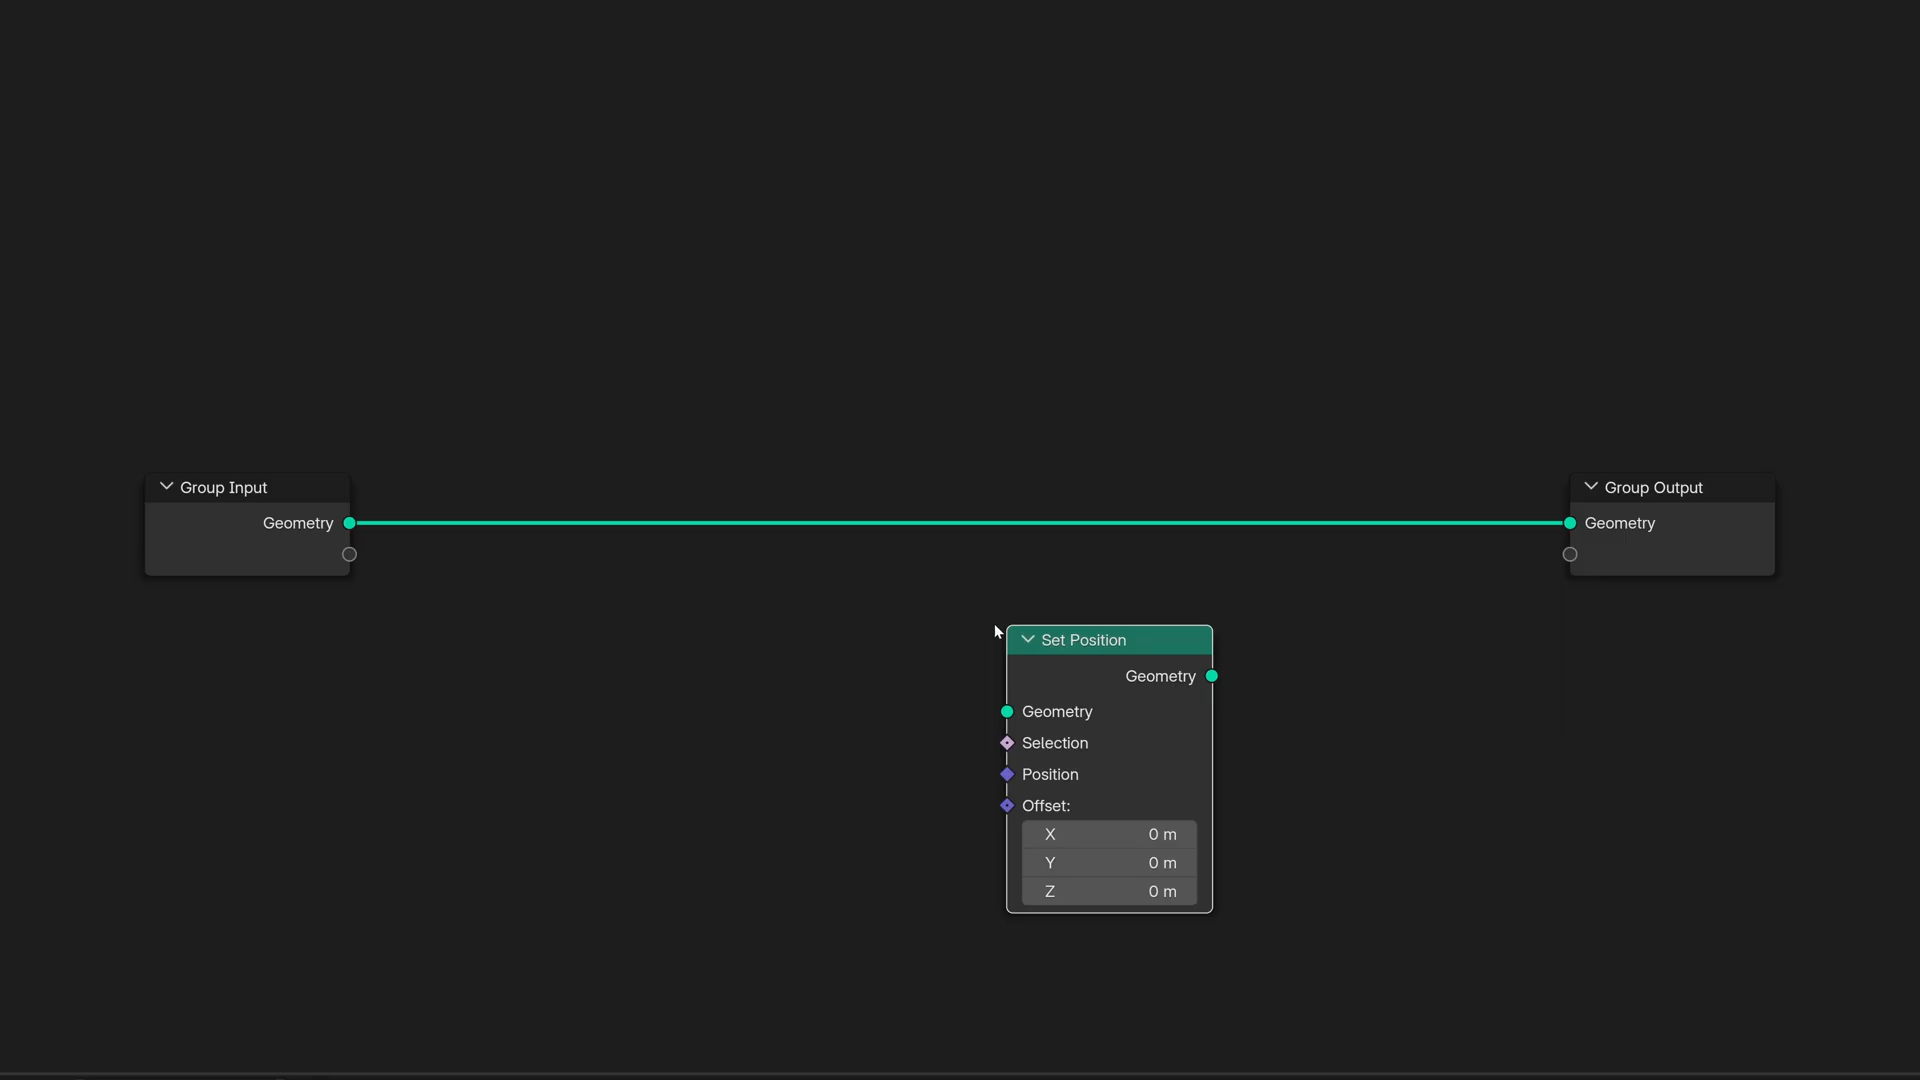 Group Input
Geometry
Group Output
Geometry
Set Position
Geometry
Geometry
Selection
Position
Offset:
X 0 m
Y 0 m
Z 0 m